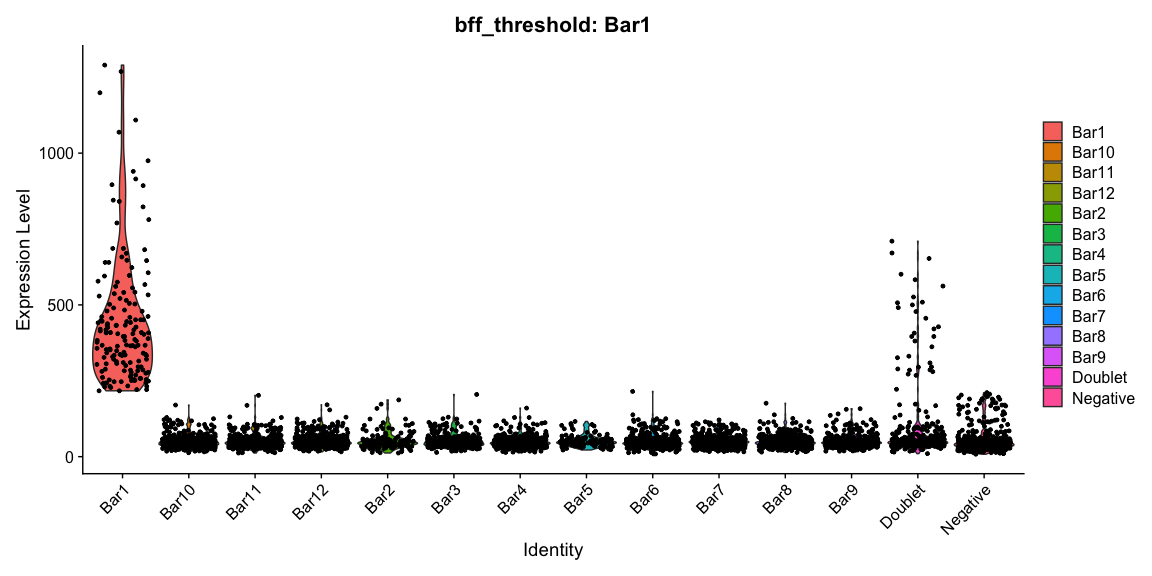 bff_threshold: Bar1
Expression Level
1000
500
0
Bar1
Bar10
Bar11
Bar12
Bar2
Bar3
Bar4
Bar5
Bar6
Bar7
Bar8
Bar9
Doublet
Negative
Identity
Bar1
Bar10
Bar11
Bar12
Bar2
Bar3
Bar4
Bar5
Bar6
Bar7
Bar8
Bar9
Doublet
Negative